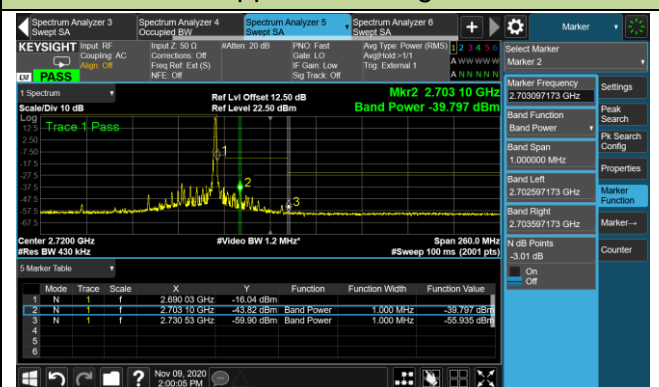 Spectrum Analyzer 3
Swept SA
Spectrum Analyzer 4
Occupied BW
Spectrum Analyzer 5
Swept SA
Spectrum Analyzer 6
Swept SA
Marker
KEYSIGHT
Input: RF
Coupling: AC
Align: Off
Input Z: 50 Ω
Corrections: Off
Freq Ref: Ext (S)
NFE: Off
#Atten: 20 dB
PNO: Fast
Gate: LO
IF Gain: Low
Sig Track: Off
Avg Type: Power (RMS)
Avg|Hold:>1/1
Trig: External 1
1 2 3 4 5 6
A W W W W W
A N N N N N
LXI
PASS
Select Marker
Marker 2
1 Spectrum
Scale/Div 10 dB
Ref Lvl Offset 12.50 dB
Ref Level 22.50 dBm
Mkr2 2.703 10 GHz
Band Power -39.797 dBm
Log
Trace 1 Pass
12.5
2.50
-7.50
-17.5
-27.5
-37.5
-47.5
-57.5
-67.5
1
2
3
Center 2.7200 GHz
#Res BW 430 kHz
#Video BW 1.2 MHz*
Span 260.0 MHz
#Sweep 100 ms (2001 pts)
5 Marker Table
Mode Trace Scale X Y Function Function Width Function Value
1 N 1 f 2.690 03 GHz -16.04 dBm
2 N 1 f 2.703 10 GHz -43.82 dBm Band Power 1.000 MHz -39.797 dBm
3 N 1 f 2.730 53 GHz -59.90 dBm Band Power 1.000 MHz -55.935 dBm
4
5
6
Marker Frequency
2.703097173 GHz
Band Function
Band Power
Band Span
1.000000 MHz
Band Left
2.702597173 GHz
Band Right
2.703597173 GHz
N dB Points
-3.01 dB
On
Off
Settings
Peak
Search
Pk Search
Config
Properties
Marker
Function
Marker→
Counter
?
Nov 09, 2020
2:00:05 PM